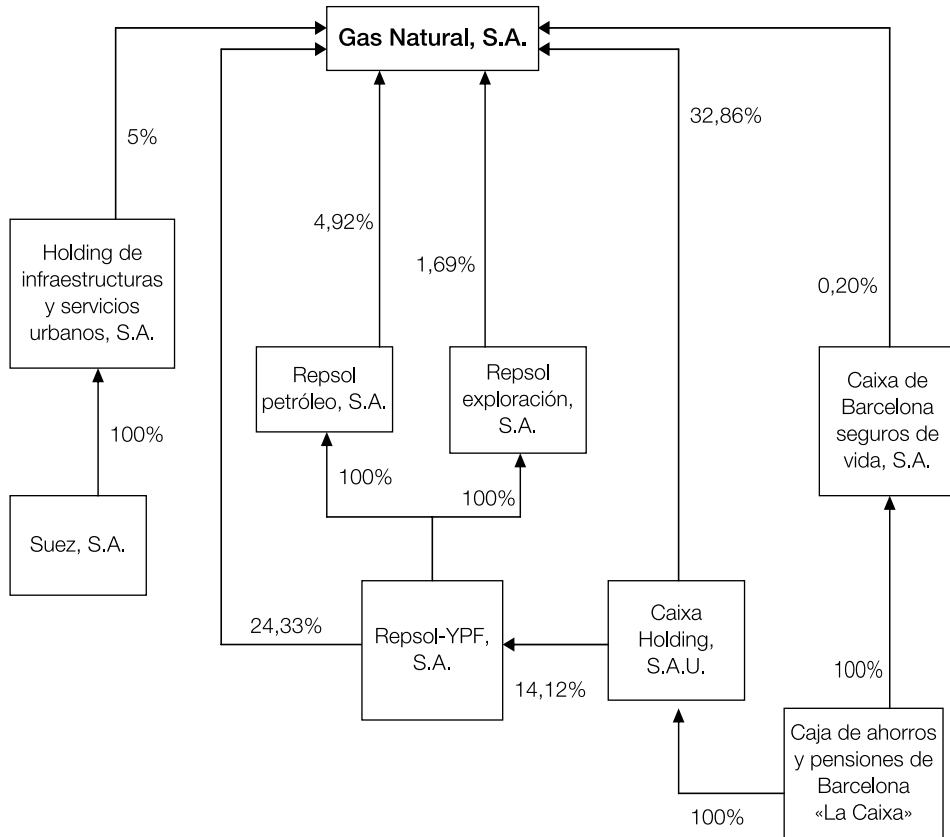 Gas Natural, S.A.
5%
32,86%
4,92%
1,69%
0,20%
Holding de
infraestructuras
y servicios
urbanos, S.A.
Repsol
petróleo, S.A.
Repsol
exploración,
S.A.
Caixa de
Barcelona
seguros de
vida, S.A.
100%
100%
100%
Suez, S.A.
24,33%
Repsol-YPF,
S.A.
14,12%
Caixa
Holding,
S.A.U.
100%
Caja de ahorros
y pensiones de
Barcelona
«La Caixa»
100%